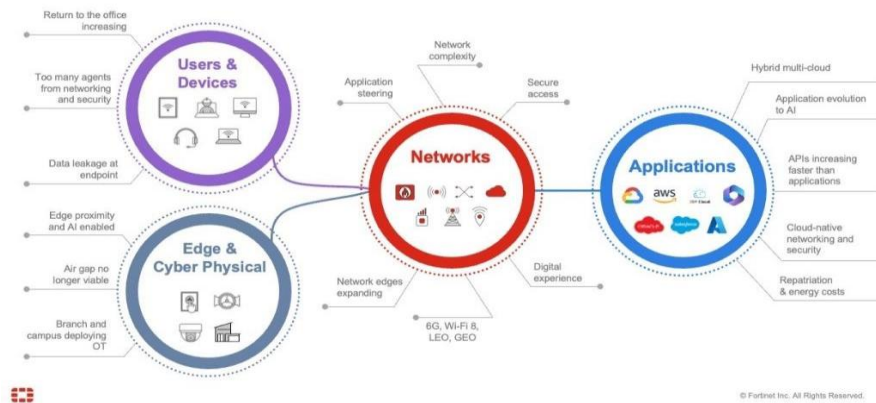 Return to the office
increasing
Too many agents
from networking
and security
Data leakage at
endpoint
Users &
Devices
Edge proximity
and AI enabled
Air gap no
longer viable
Branch and
campus deploying
OT
Edge &
Cyber Physical
Network
complexity
Application
steering
Secure
access
Networks
Network edges
expanding
6G, Wi-Fi 8,
LEO, GEO
Digital
experience
Applications
aws
ORACLE
salesforce
Hybrid multi-cloud
Application evolution
to AI
APIs increasing
faster than
applications
Cloud-native
networking and
security
Repatriation
& energy costs
© Fortinet Inc. All Rights Reserved.